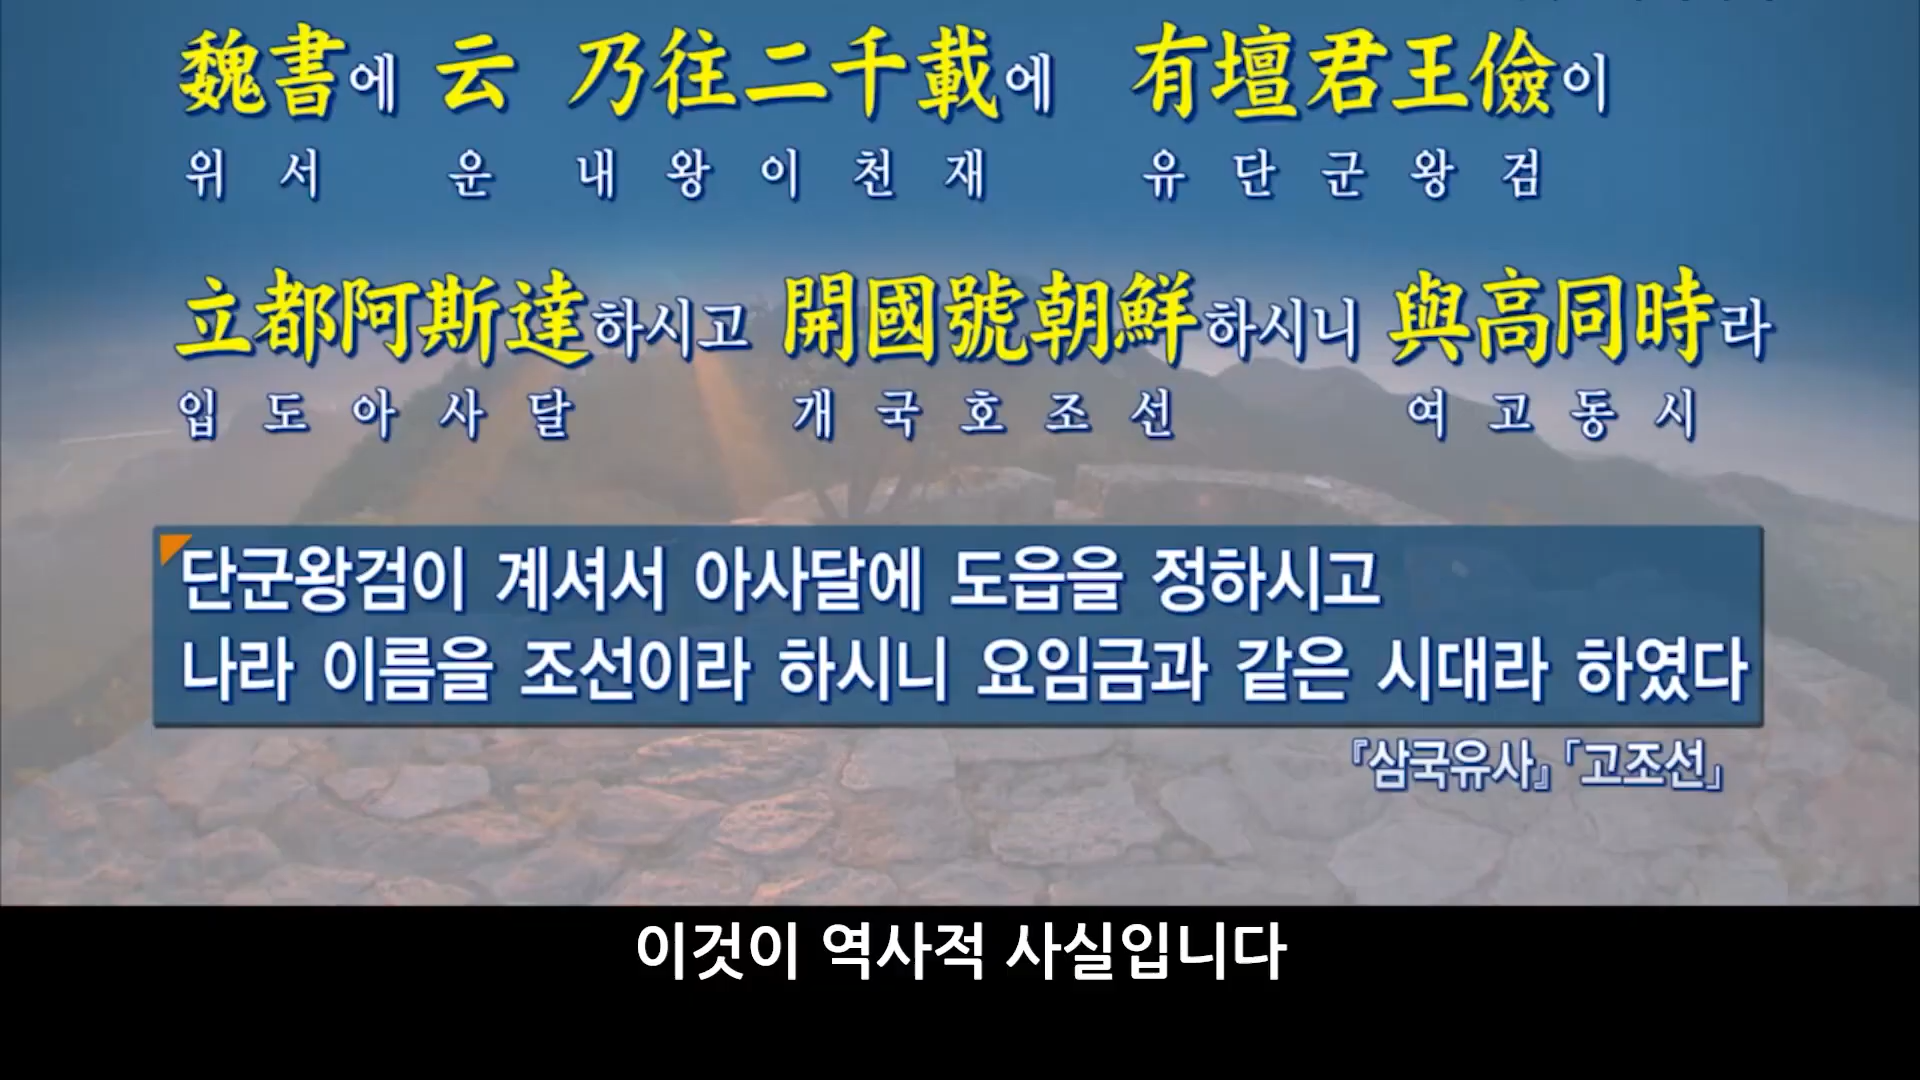 魏書에 云 乃往二千載에 有壇君王儉이
위 서 운 내 왕 이 천 재 유 단 군 왕 검
立都阿斯達하시고 開國號朝鮮하시니 與高同時라
입 도 아 사 달 개 국 호 조 선 여 고 동 시
단군왕검이 계셔서 아사달에 도읍을 정하시고
나라 이름을 조선이라 하시니 요임금과 같은 시대라 하였다
『삼국유사』「고조선」
이것이 역사적 사실입니다